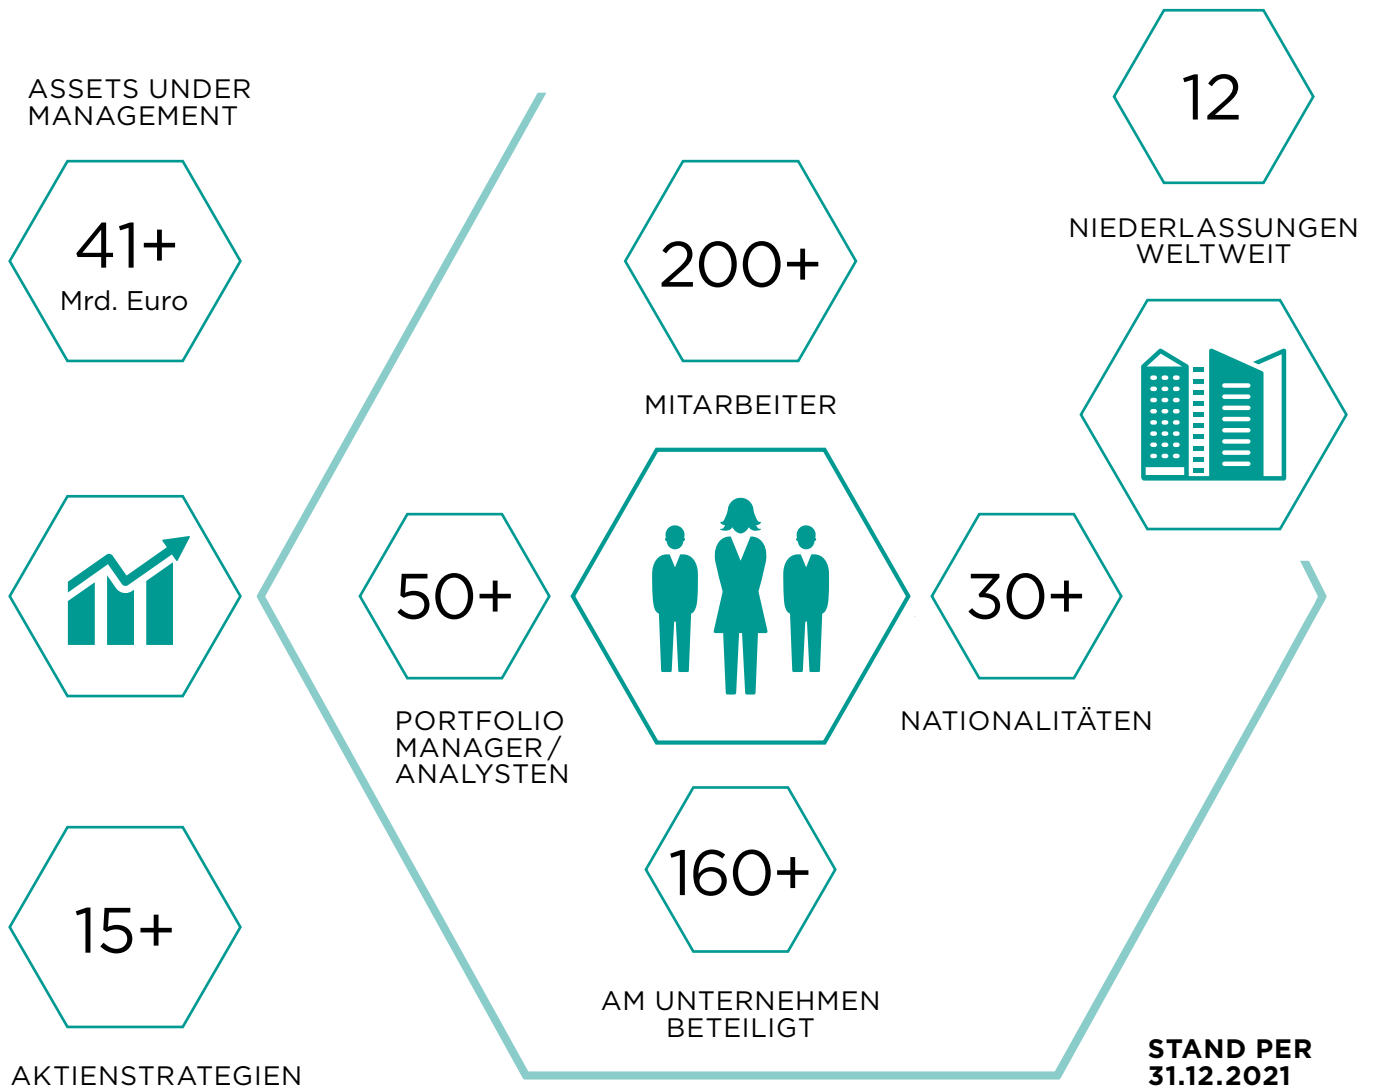 ASSETS UNDER
MANAGEMENT
41+
Mrd. Euro
15+
AKTIENSTRATEGIEN
200+
MITARBEITER
50+
PORTFOLIO
MANAGER/
ANALYSTEN
30+
NATIONALITÄTEN
160+
AM UNTERNEHMEN
BETEILIGT
12
NIEDERLASSUNGEN
WELTWEIT
STAND PER
31.12.2021